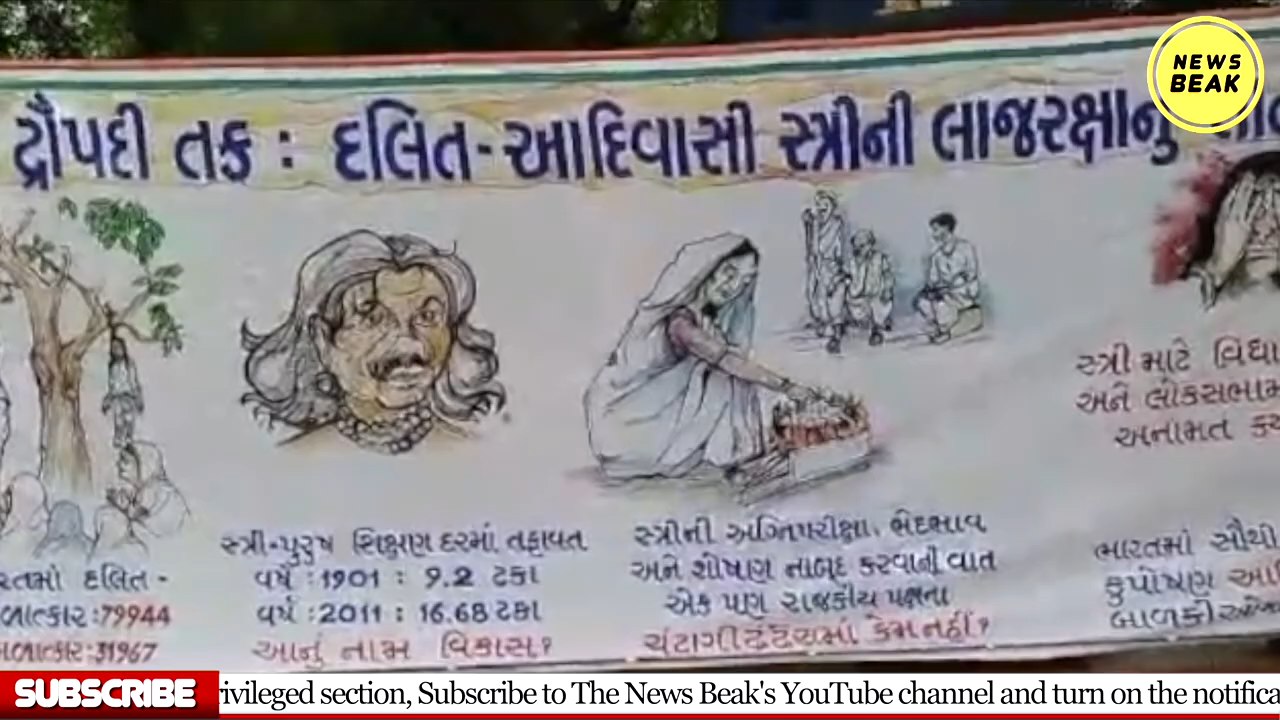 દ્રૌપદી તક : દલિત-આદિવાસી સ્ત્રીની લાજરક્ષાનું
NEWS
BEAK
દલિત -
ળાત્કાર : 79944
ળાત્કાર : 31967
સ્ત્રી-પુરુષ શિક્ષણ દરમાં તફાવત
વર્ષ : 1901 : 9.2 ટકા
વર્ષ : 2011 : 16.68 ટકા
આનું નામ વિકાસ?
સ્ત્રીની અગ્નિપરીક્ષા, ભેદભાવ
અને શોષણ નાબૂદ કરવાની વાત
એક પણ રાજકીય પક્ષના
ચૂંટણીઢંઢેરામાં કેમ નહીં?
સ્ત્રી માટે વિધા
અને લોકસભામ
અનામત ક્ય
ભારતમાં સૌથી
કુપોષણ આદિ
બાળકી
SUBSCRIBE
rivileged section, Subscribe to The News Beak's YouTube channel and turn on the notifica